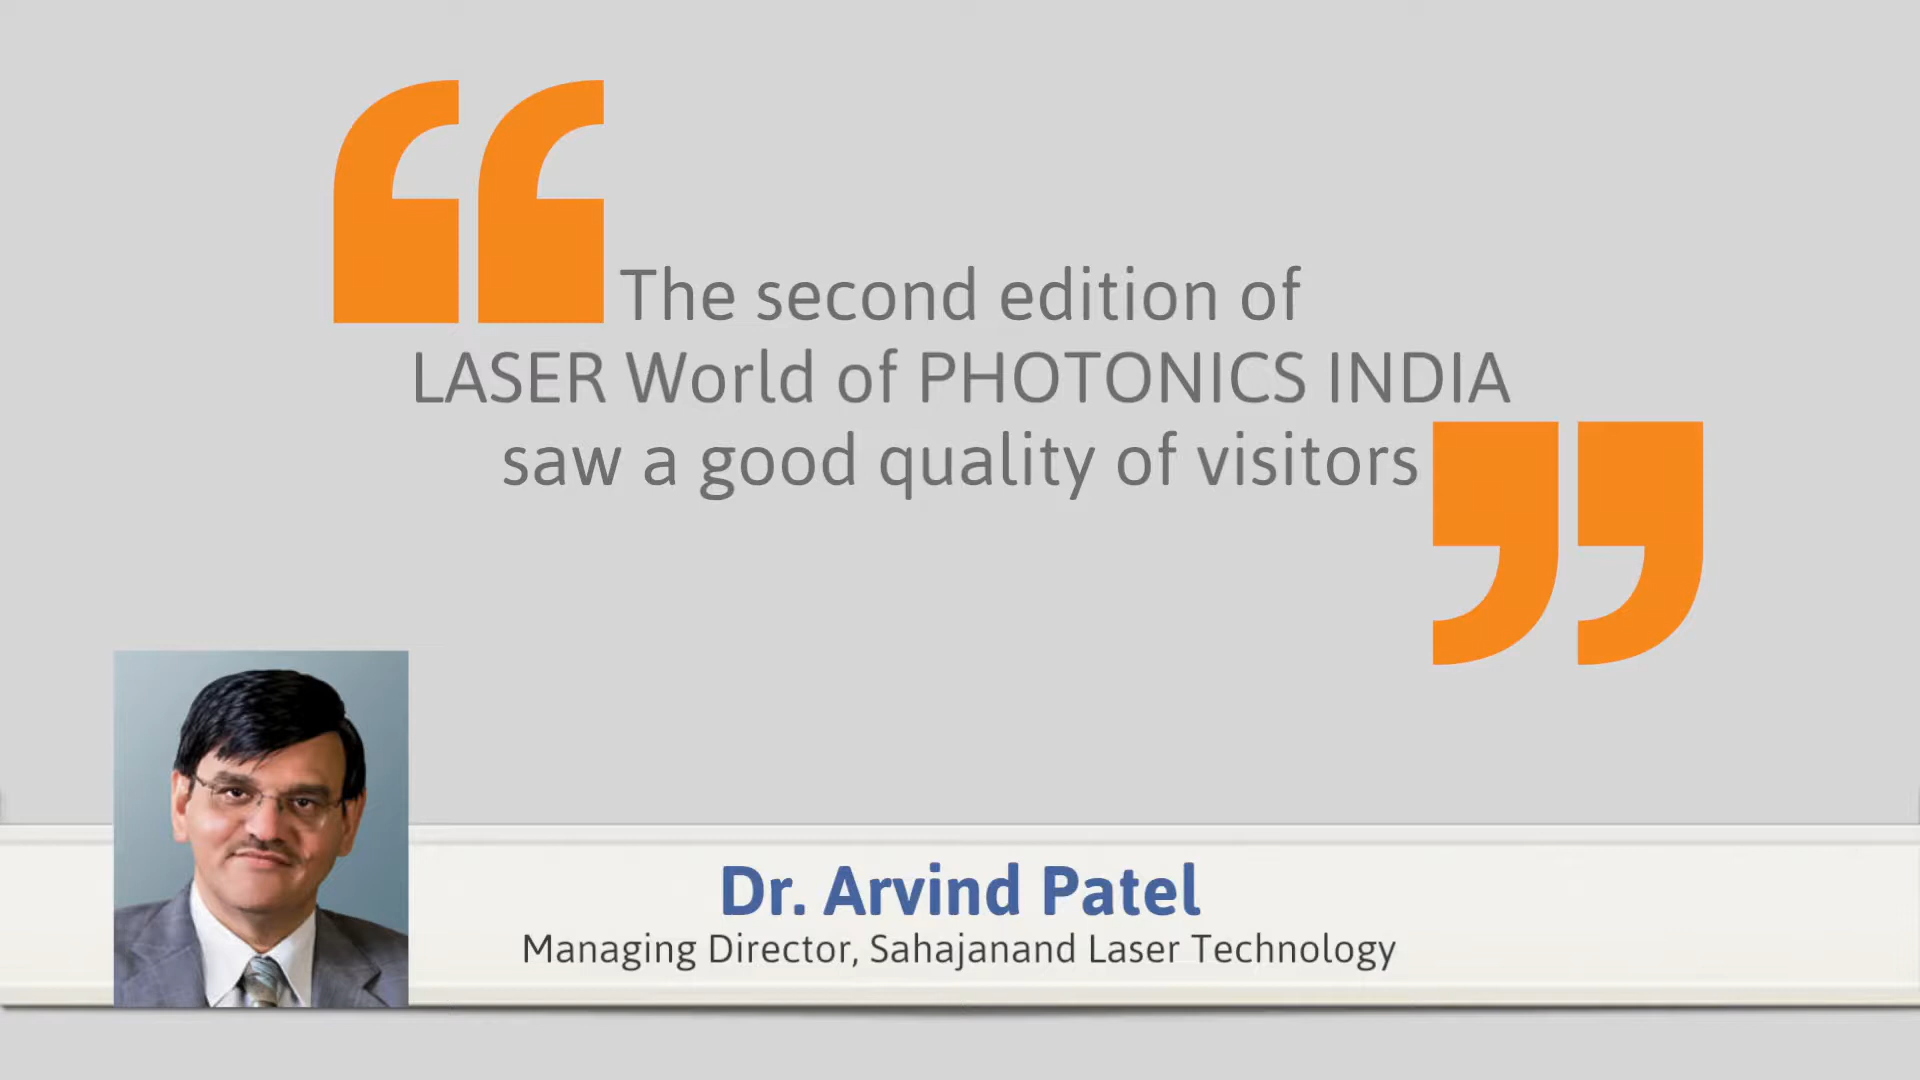 “The second edition of
LASER World of PHOTONICS INDIA
saw a good quality of visitors”
Dr. Arvind Patel
Managing Director, Sahajanand Laser Technology